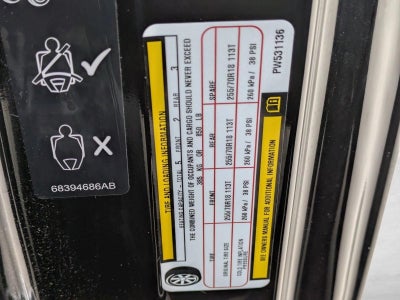 68394686AB
TIRE AND LOADING INFORMATION
SEATING CAPACITY - TOTAL 5 FRONT 2 REAR 3
THE COMBINED WEIGHT OF OCCUPANTS AND CARGO SHOULD NEVER EXCEED
385 KG OR 850 LB
TIRE FRONT REAR SPARE
ORIGINAL TIRE SIZE 255/70R18 113T 255/70R18 113T 255/70R18 113T
COLD TIRE INFLATION PRESSURE 260 kPa / 38 PSI 260 kPa / 38 PSI 260 kPa / 38 PSI
SEE OWNERS MANUAL FOR ADDITIONAL INFORMATION
PW531136